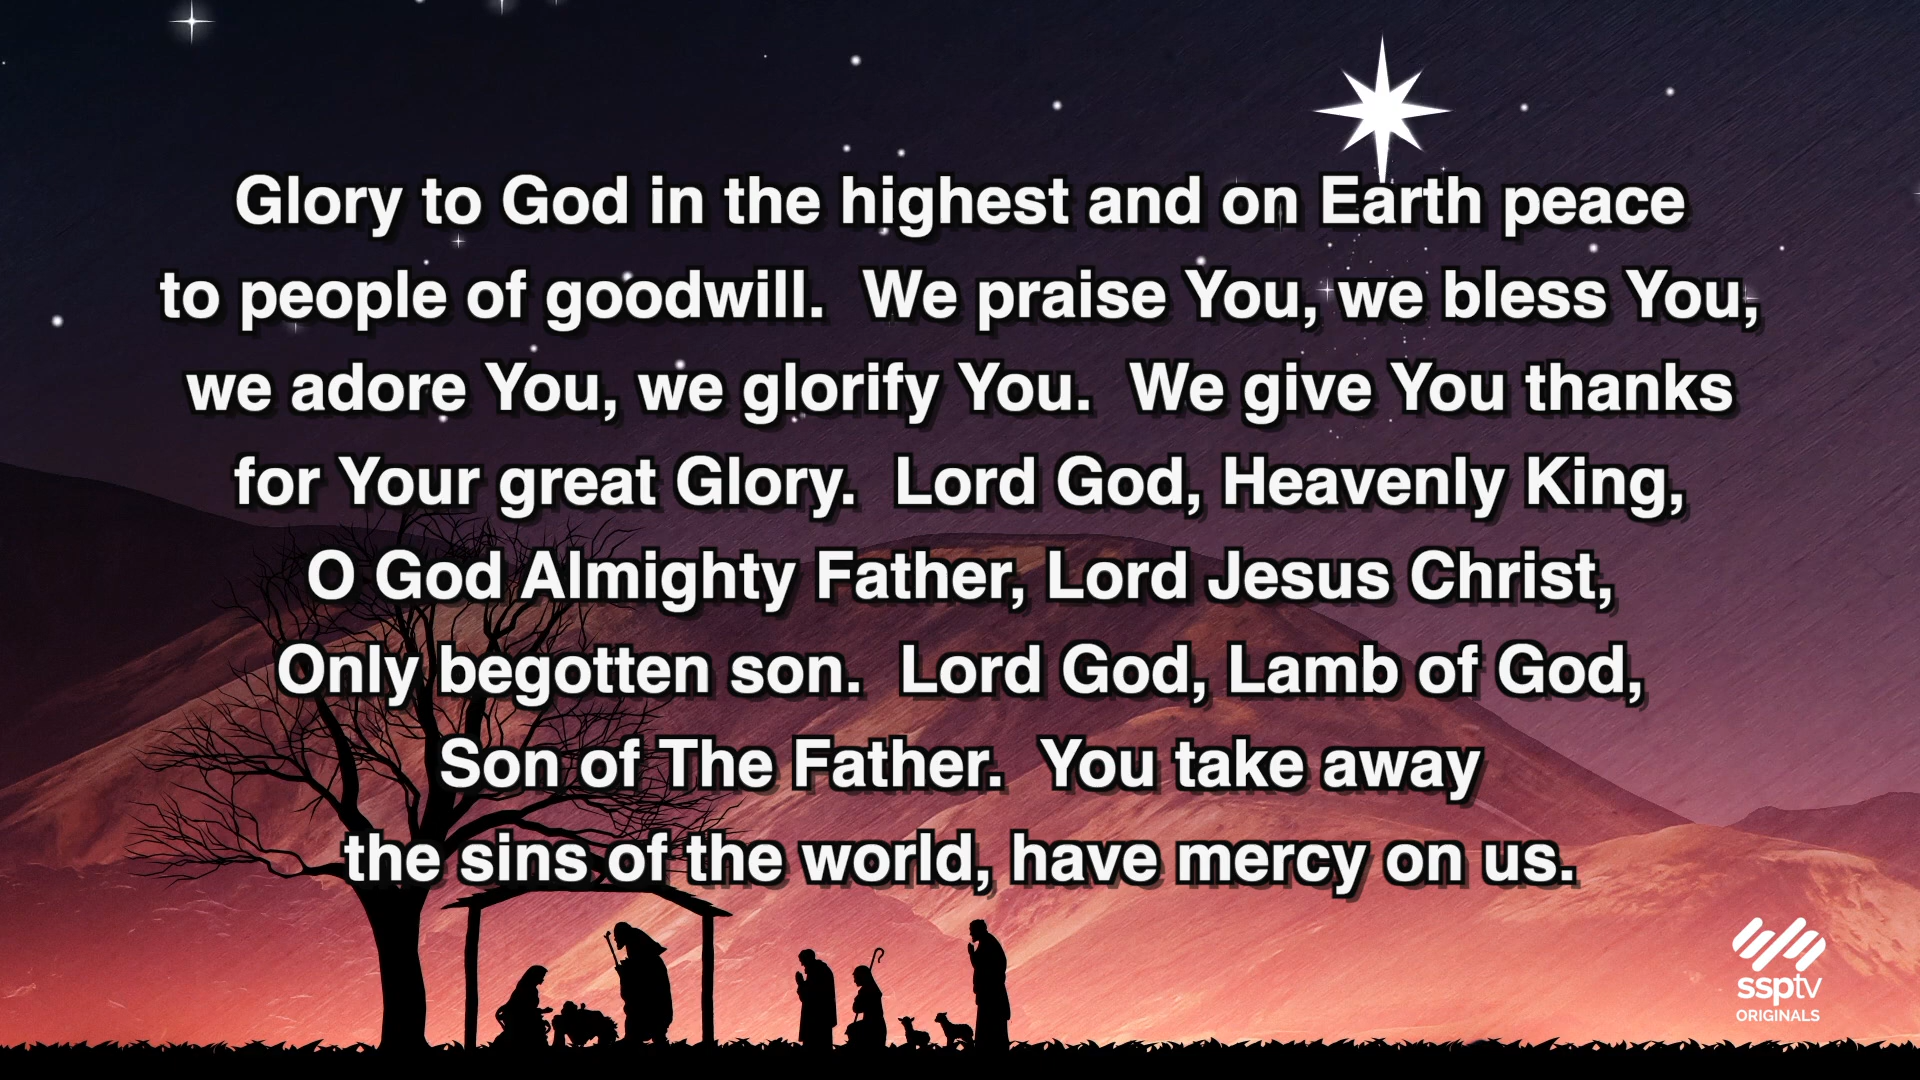 Glory to God in the highest and on Earth peace
to people of goodwill.  We praise You, we bless You,
we adore You, we glorify You.  We give You thanks
for Your great Glory.  Lord God, Heavenly King,
O God Almighty Father, Lord Jesus Christ,
Only begotten son.  Lord God, Lamb of God,
Son of The Father.  You take away
the sins of the world, have mercy on us.
ssptv
ORIGINALS